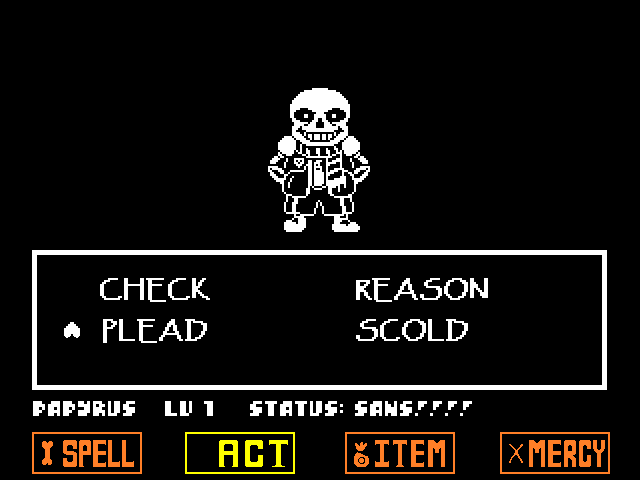 CHECK REASON
PLEAD SCOLD
PAPYRUS LV 1 STATUS: SANS!!!!
SPELL ACT ITEM MERCY